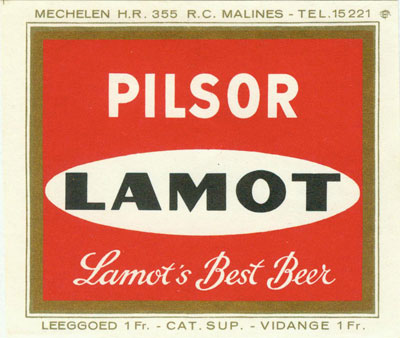 MECHELEN H.R. 355 R.C. MALINES - TEL. 15221
PILSOR
LAMOT
Lamot's Best Beer
LEEGGOED 1 Fr. - CAT. SUP. - VIDANGE 1 Fr.